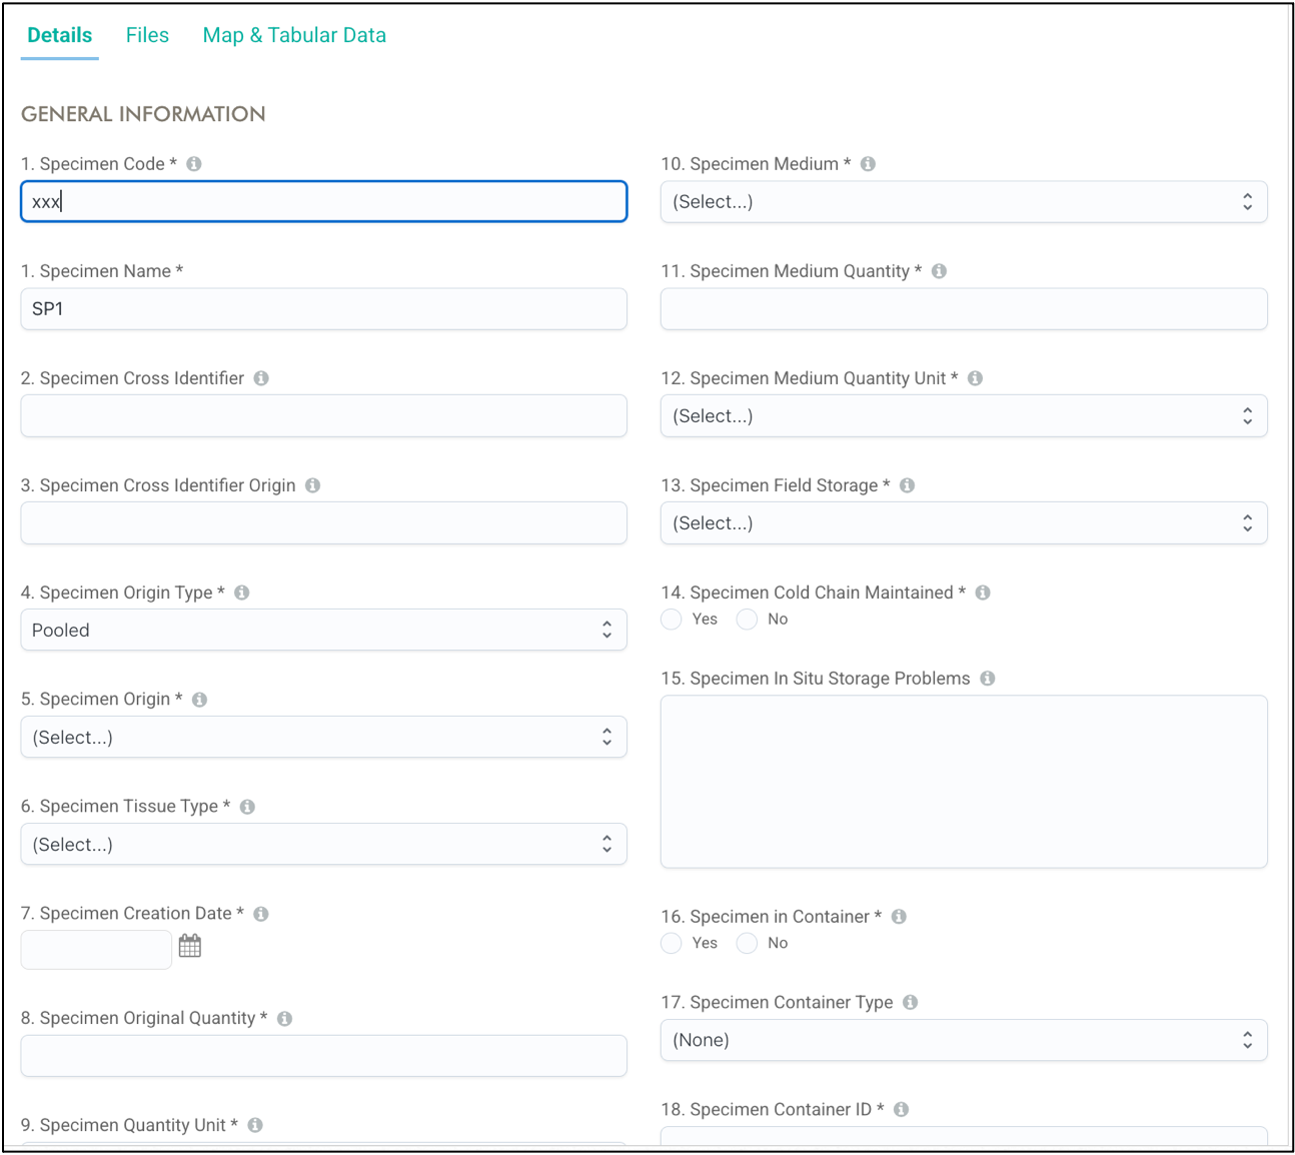 Details Files Map & Tabular Data
GENERAL INFORMATION
1. Specimen Code *
xxx
1. Specimen Name *
SP1
2. Specimen Cross Identifier
3. Specimen Cross Identifier Origin
4. Specimen Origin Type *
Pooled
5. Specimen Origin *
(Select...)
6. Specimen Tissue Type *
(Select...)
7. Specimen Creation Date *
8. Specimen Original Quantity *
9. Specimen Quantity Unit *
10. Specimen Medium *
(Select...)
11. Specimen Medium Quantity *
12. Specimen Medium Quantity Unit *
(Select...)
13. Specimen Field Storage *
(Select...)
14. Specimen Cold Chain Maintained *
Yes No
15. Specimen In Situ Storage Problems
16. Specimen in Container *
Yes No
17. Specimen Container Type
(None)
18. Specimen Container ID *